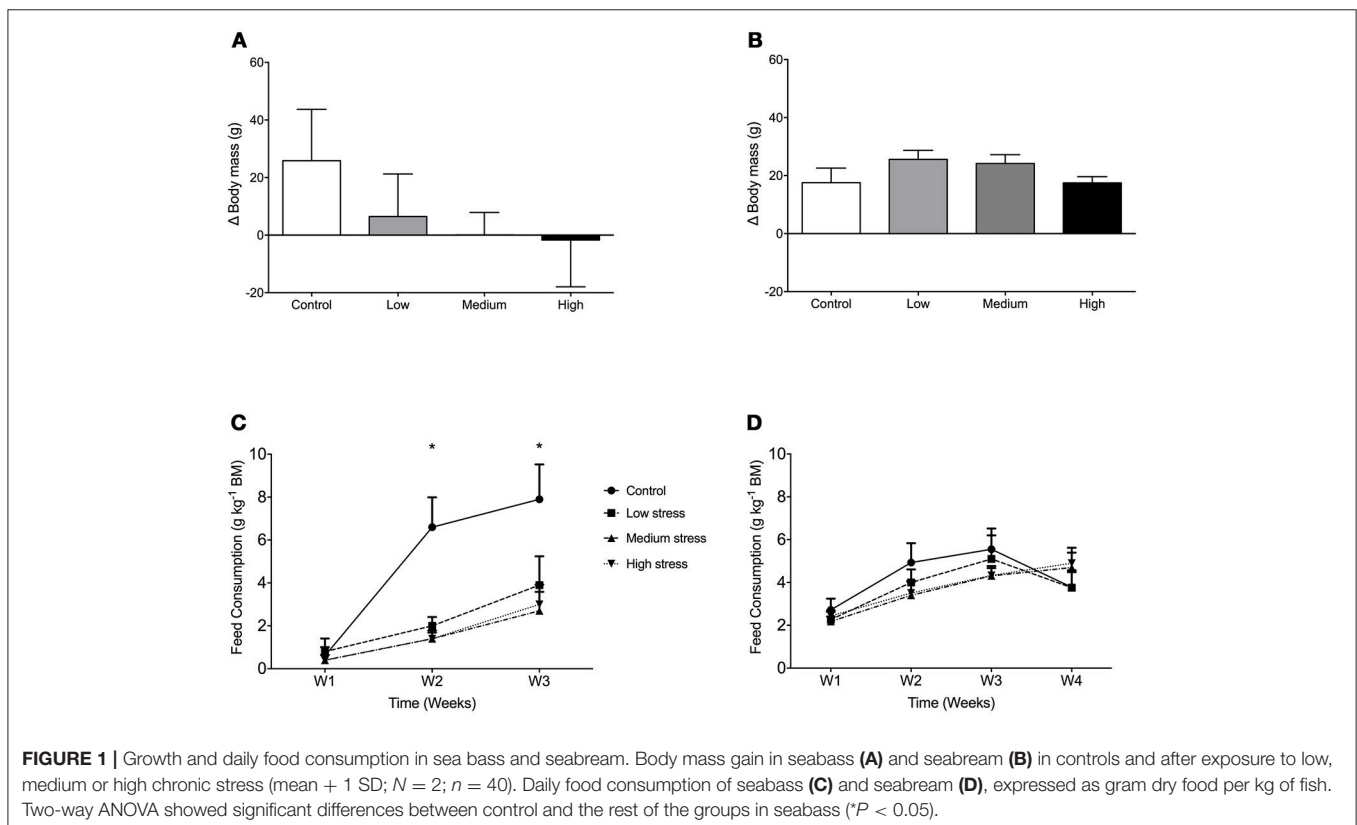 A
60
40
20
0
-20
Δ Body mass (g)
Control Low Medium High
B
60
40
20
0
-20
Δ Body mass (g)
Control Low Medium High
C
10
8
6
4
2
0
Feed Consumption (g kg⁻¹ BM)
* *
W1 W2 W3
Time (Weeks)
Control
Low stress
Medium stress
High stress
D
10
8
6
4
2
0
Feed Consumption (g kg⁻¹ BM)
W1 W2 W3 W4
Time (Weeks)
FIGURE 1 | Growth and daily food consumption in sea bass and seabream. Body mass gain in seabass (A) and seabream (B) in controls and after exposure to low,
medium or high chronic stress (mean + 1 SD; N = 2; n = 40). Daily food consumption of seabass (C) and seabream (D), expressed as gram dry food per kg of fish.
Two-way ANOVA showed significant differences between control and the rest of the groups in seabass (*P < 0.05).